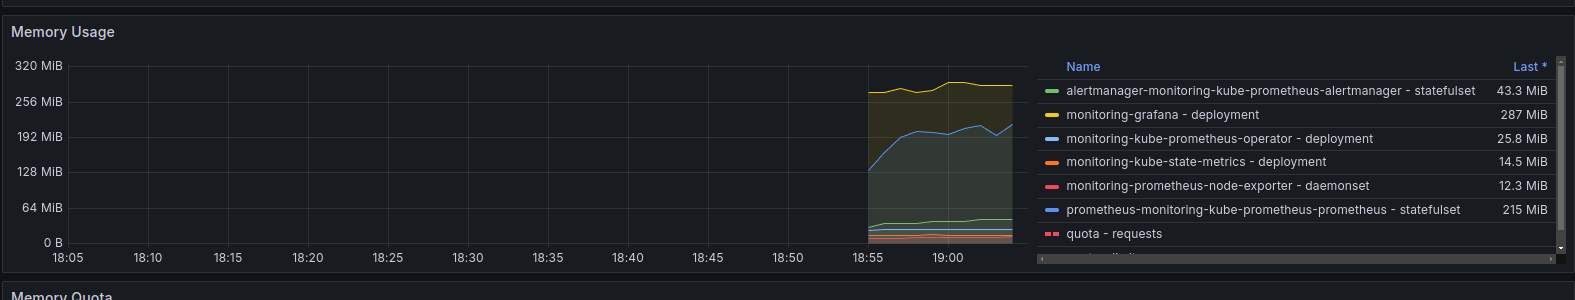 Memory Usage
320 MiB
256 MiB
192 MiB
128 MiB
64 MiB
0 B
18:05 18:10 18:15 18:20 18:25 18:30 18:35 18:40 18:45 18:50 18:55 19:00
Name Last *
alertmanager-monitoring-kube-prometheus-alertmanager - statefulset 43.3 MiB
monitoring-grafana - deployment 287 MiB
monitoring-kube-prometheus-operator - deployment 25.8 MiB
monitoring-kube-state-metrics - deployment 14.5 MiB
monitoring-prometheus-node-exporter - daemonset 12.3 MiB
prometheus-monitoring-kube-prometheus-prometheus - statefulset 215 MiB
quota - requests
Memory Quota